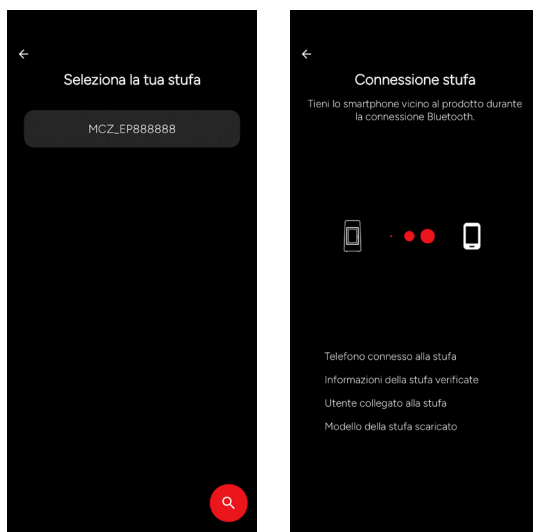 Seleziona la tua stufa
MCZ_EP888888
Connessione stufa
Tieni lo smartphone vicino al prodotto durante
la connessione Bluetooth.
Telefono connesso alla stufa
Informazioni della stufa verificate
Utente collegato alla stufa
Modello della stufa scaricato